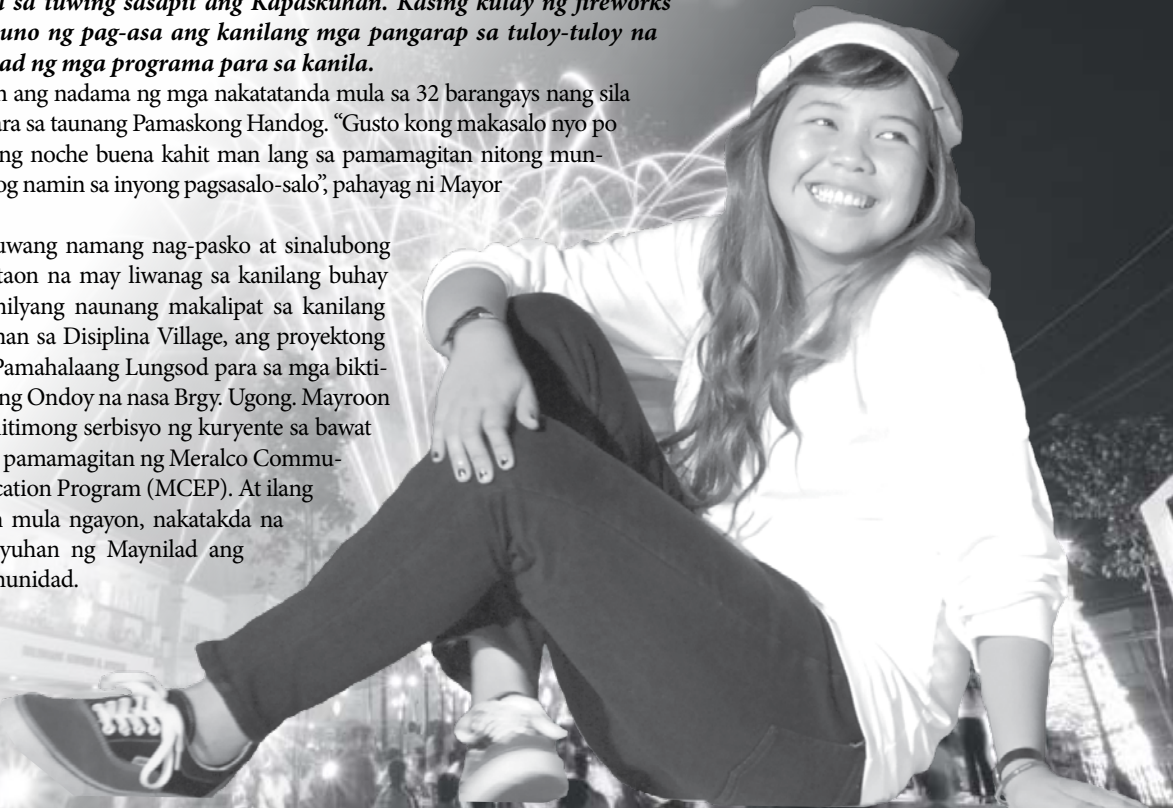 sa tuwing sasapit ang Kapaskuhan. Kasing kulay ng fireworks
uno ng pag-asa ang kanilang mga pangarap sa tuloy-tuloy na
ad ng mga programa para sa kanila.
ang nadama ng mga nakatatanda mula sa 32 barangays nang sila
ara sa taunang Pamaskong Handog. “Gusto kong makasalo nyo po
ng noche buena kahit man lang sa pamamagitan nitong mun-
og namin sa inyong pagsasalo-salo”, pahayag ni Mayor
uwang namang nag-pasko at sinalubong
taon na may liwanag sa kanilang buhay
milyang naunang makalipat sa kanilang
han sa Disiplina Village, ang proyektong
Pamahalaang Lungsod para sa mga bikti-
ng Ondoy na nasa Brgy. Ugong. Mayroon
itimong serbisyo ng kuryente sa bawat
pamamagitan ng Meralco Commu-
cation Program (MCEP). At ilang
mula ngayon, nakatakda na
yuhan ng Maynilad ang
munidad.